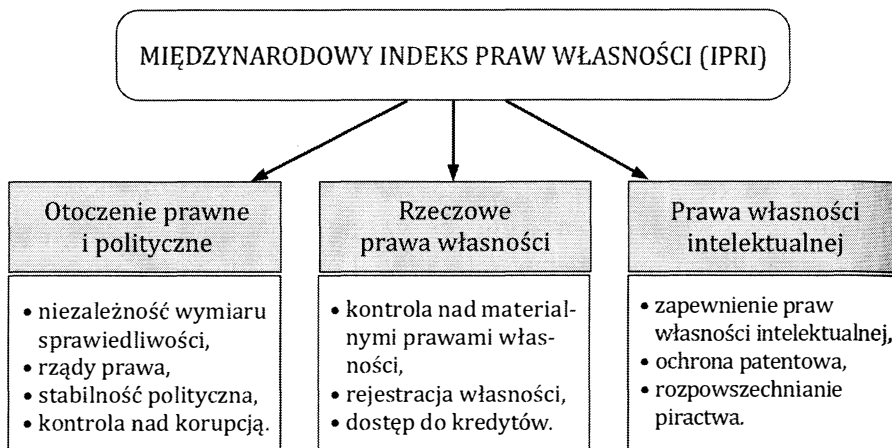 MIĘDZYNARODOWY INDEKS PRAW WŁASNOŚCI (IPRI)
Otoczenie prawne
i polityczne
• niezależność wymiaru
sprawiedliwości,
• rządy prawa,
• stabilność polityczna,
• kontrola nad korupcją.
Rzeczowe
prawa własności
• kontrola nad material-
nymi prawami włas-
ności,
• rejestracja własności,
• dostęp do kredytów.
Prawa własności
intelektualnej
• zapewnienie praw
własności intelektualnej,
• ochrona patentowa,
• rozpowszechnianie
piractwa.